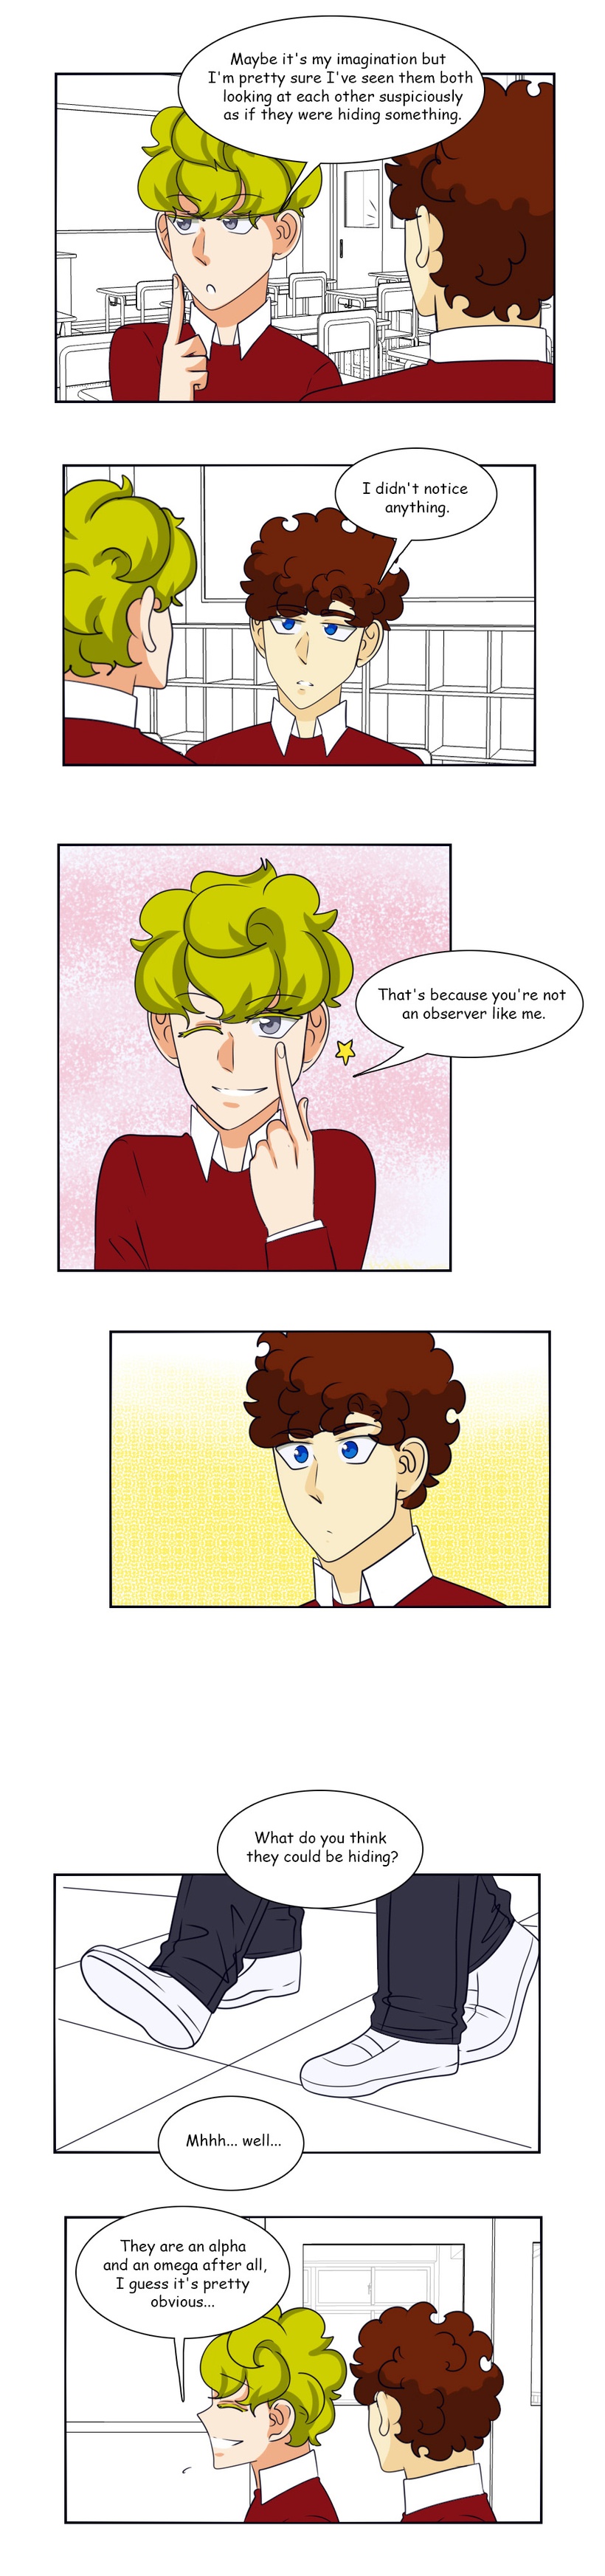 Maybe it's my imagination but
I'm pretty sure I've seen them both
looking at each other suspiciously
as if they were hiding something.
I didn't notice
anything.
That's because you're not
an observer like me.
What do you think
they could be hiding?
Mhhh... well...
They are an alpha
and an omega after all,
I guess it's pretty
obvious...